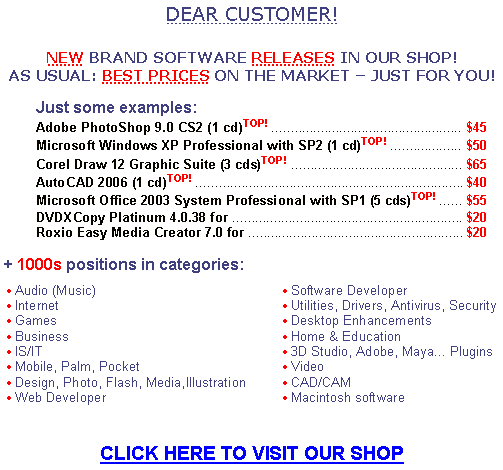 DEAR CUSTOMER!
NEW BRAND SOFTWARE RELEASES IN OUR SHOP!
AS USUAL: BEST PRICES ON THE MARKET – JUST FOR YOU!
Just some examples:
Adobe PhotoShop 9.0 CS2 (1 cd)TOP! ........................................ $45
Microsoft Windows XP Professional with SP2 (1 cd)TOP! ............... $50
Corel Draw 12 Graphic Suite (3 cds)TOP! .................................... $65
AutoCAD 2006 (1 cd)TOP! ........................................................ $40
Microsoft Office 2003 System Professional with SP1 (5 cds)TOP! ...... $55
DVDXCopy Platinum 4.0.38 for ................................................ $20
Roxio Easy Media Creator 7.0 for ............................................. $20
+ 1000s positions in categories:
• Audio (Music)
• Internet
• Games
• Business
• IS/IT
• Mobile, Palm, Pocket
• Design, Photo, Flash, Media,Illustration
• Web Developer
• Software Developer
• Utilities, Drivers, Antivirus, Security
• Desktop Enhancements
• Home & Education
• 3D Studio, Adobe, Maya... Plugins
• Video
• CAD/CAM
• Macintosh software
CLICK HERE TO VISIT OUR SHOP